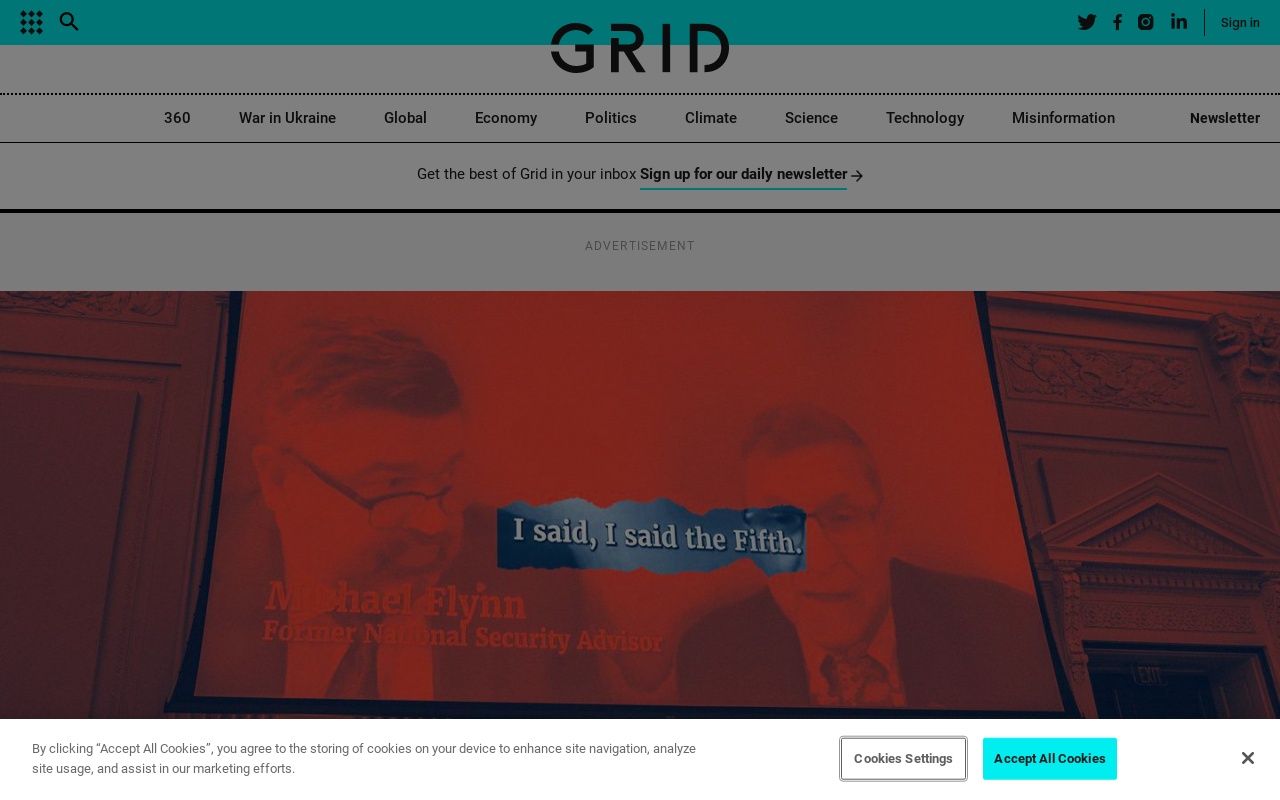 GRID
Sign in
360
War in Ukraine
Global
Economy
Politics
Climate
Science
Technology
Misinformation
Newsletter
Get the best of Grid in your inbox Sign up for our daily newsletter
ADVERTISEMENT
I said, I said the Fifth.
Michael Flynn
Former National Security Advisor
EXIT
By clicking “Accept All Cookies”, you agree to the storing of cookies on your device to enhance site navigation, analyze
site usage, and assist in our marketing efforts.
Cookies Settings
Accept All Cookies